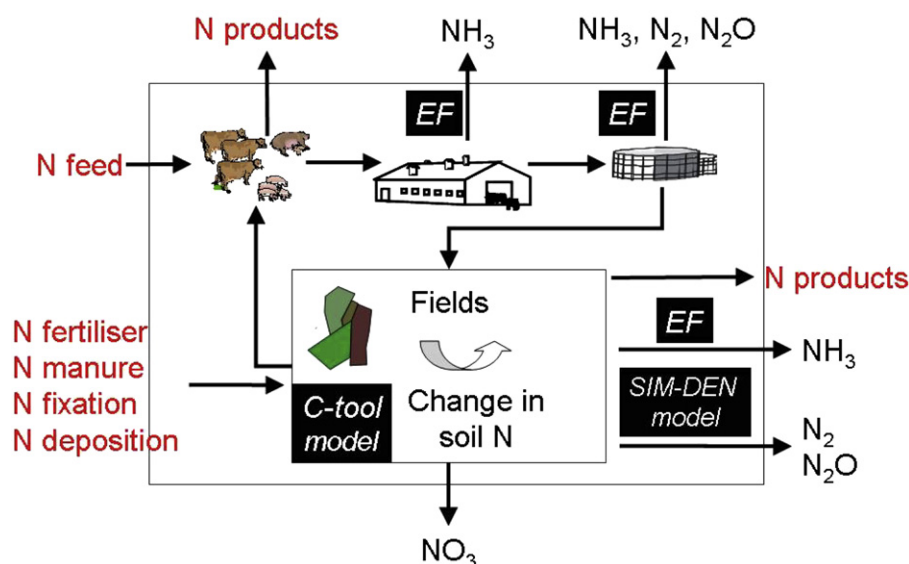 N products
NH₃
NH₃, N₂, N₂O
EF
EF
N feed
N products
Fields
EF
N fertiliser
N manure
N fixation
N deposition
NH₃
C-tool
model
Change in
soil N
SIM-DEN
model
N₂
N₂O
NO₃